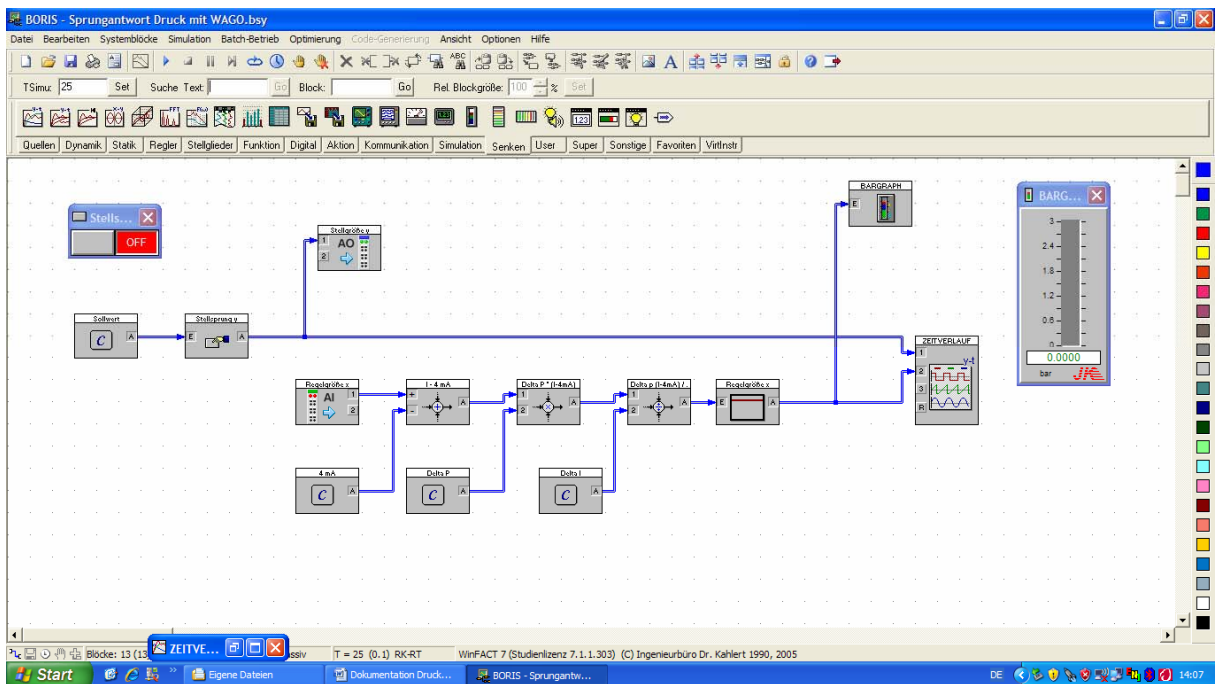 BORIS - Sprungantwort Druck mit WAGO.bsy
Datei Bearbeiten Systemblöcke Simulation Batch-Betrieb Optimierung Code-Generierung Ansicht Optionen Hilfe
ABC
TSimu: 25 Set Suche Text: Go Block: Go Rel. Blockgröße: 100 % Set
Quellen Dynamik Statik Regler Stellglieder Funktion Digital Aktion Kommunikation Simulation Senken User Super Sonstige Favoriten VirtInstr
BARGRAPH
E
BARG...
3
2.4
1.8
1.2
0.6
0
0.0000
bar
Stells...
OFF
Stellgröße y
1 AO
2
Sollwert
C A
Stellsprung y
E A
ZEITVERLAUF
1 y-t
2
3
R
Regelgröße x
AI 1
2
I - 4 mA
+ A
-
Delta P * (I-4mA)
1 A
2
Delta p (I-4mA) /
1 A
2
Regelgröße x
E A
4 mA
C A
Delta P
C A
Delta I
C A
Blöcke: 13 (13
ZEITVE...
ssiv
T = 25 (0.1) RK-RT
WinFACT 7 (Studienlizenz 7.1.1.303) (C) Ingenieurbüro Dr. Kahlert 1990, 2005
Start
Eigene Dateien
Dokumentation Druck...
BORIS - Sprungantw...
DE
14:07